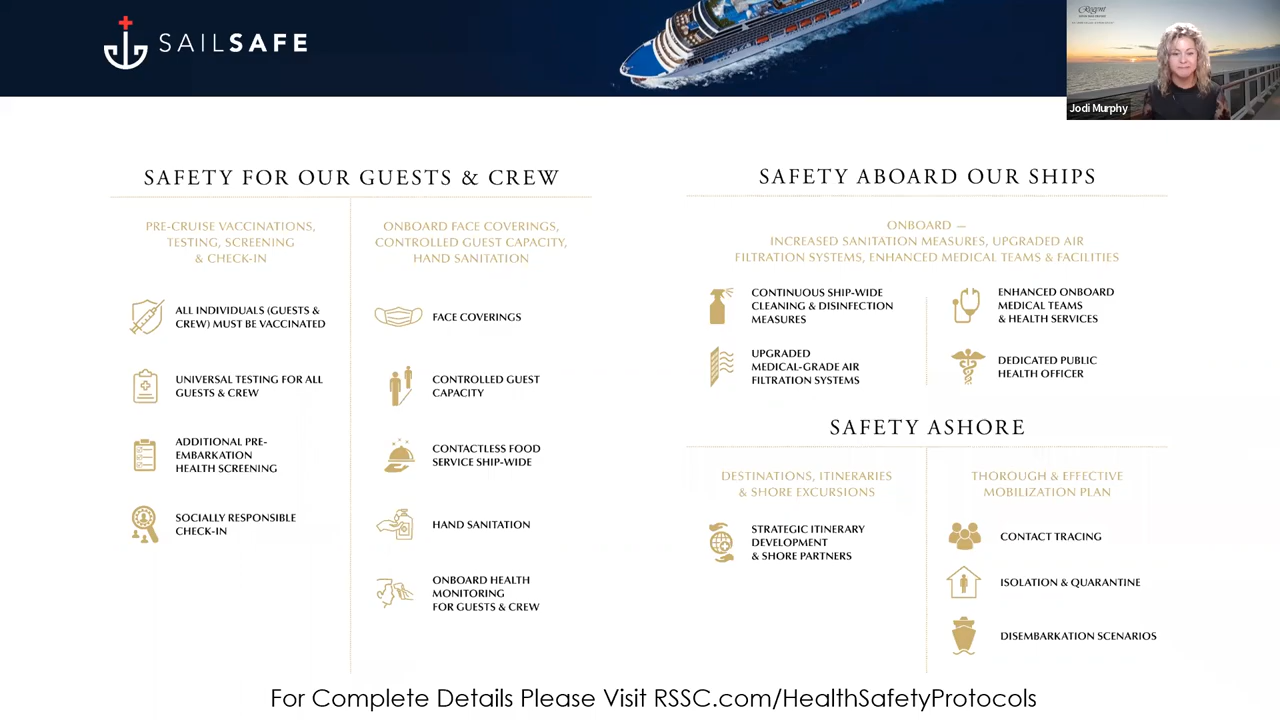 SAILSAFE
Regent
Jodi Murphy
SAFETY FOR OUR GUESTS & CREW
PRE-CRUISE VACCINATIONS,
TESTING, SCREENING
& CHECK-IN
ALL INDIVIDUALS (GUESTS &
CREW) MUST BE VACCINATED
UNIVERSAL TESTING FOR ALL
GUESTS & CREW
ADDITIONAL PRE-
EMBARKATION
HEALTH SCREENING
SOCIALLY RESPONSIBLE
CHECK-IN
ONBOARD FACE COVERINGS,
CONTROLLED GUEST CAPACITY,
HAND SANITATION
FACE COVERINGS
CONTROLLED GUEST
CAPACITY
CONTACTLESS FOOD
SERVICE SHIP-WIDE
HAND SANITATION
ONBOARD HEALTH
MONITORING
FOR GUESTS & CREW
SAFETY ABOARD OUR SHIPS
ONBOARD —
INCREASED SANITATION MEASURES, UPGRADED AIR
FILTRATION SYSTEMS, ENHANCED MEDICAL TEAMS & FACILITIES
CONTINUOUS SHIP-WIDE
CLEANING & DISINFECTION
MEASURES
UPGRADED
MEDICAL-GRADE AIR
FILTRATION SYSTEMS
ENHANCED ONBOARD
MEDICAL TEAMS
& HEALTH SERVICES
DEDICATED PUBLIC
HEALTH OFFICER
SAFETY ASHORE
DESTINATIONS, ITINERARIES
& SHORE EXCURSIONS
STRATEGIC ITINERARY
DEVELOPMENT
& SHORE PARTNERS
THOROUGH & EFFECTIVE
MOBILIZATION PLAN
CONTACT TRACING
ISOLATION & QUARANTINE
DISEMBARKATION SCENARIOS
For Complete Details Please Visit RSSC.com/HealthSafetyProtocols